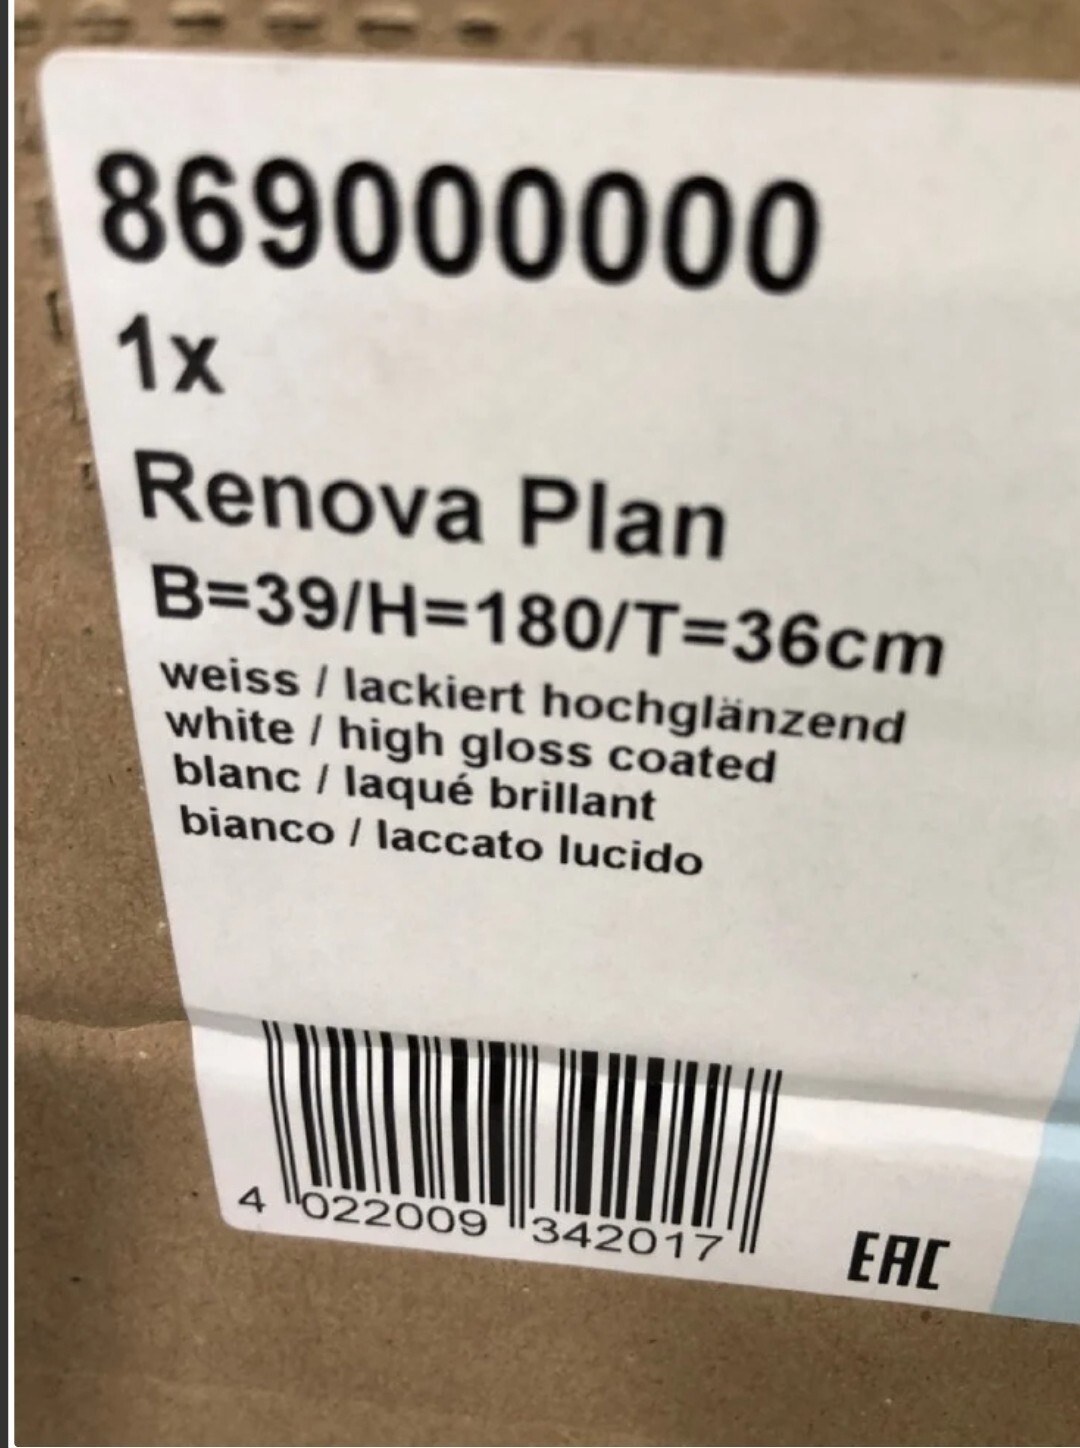 869000000
1x
Renova Plan
B=39/H=180/T=36cm
weiss / lackiert hochglänzend
white / high gloss coated
blanc / laqué brillant
bianco / laccato lucido
4 022009 342017
EAC